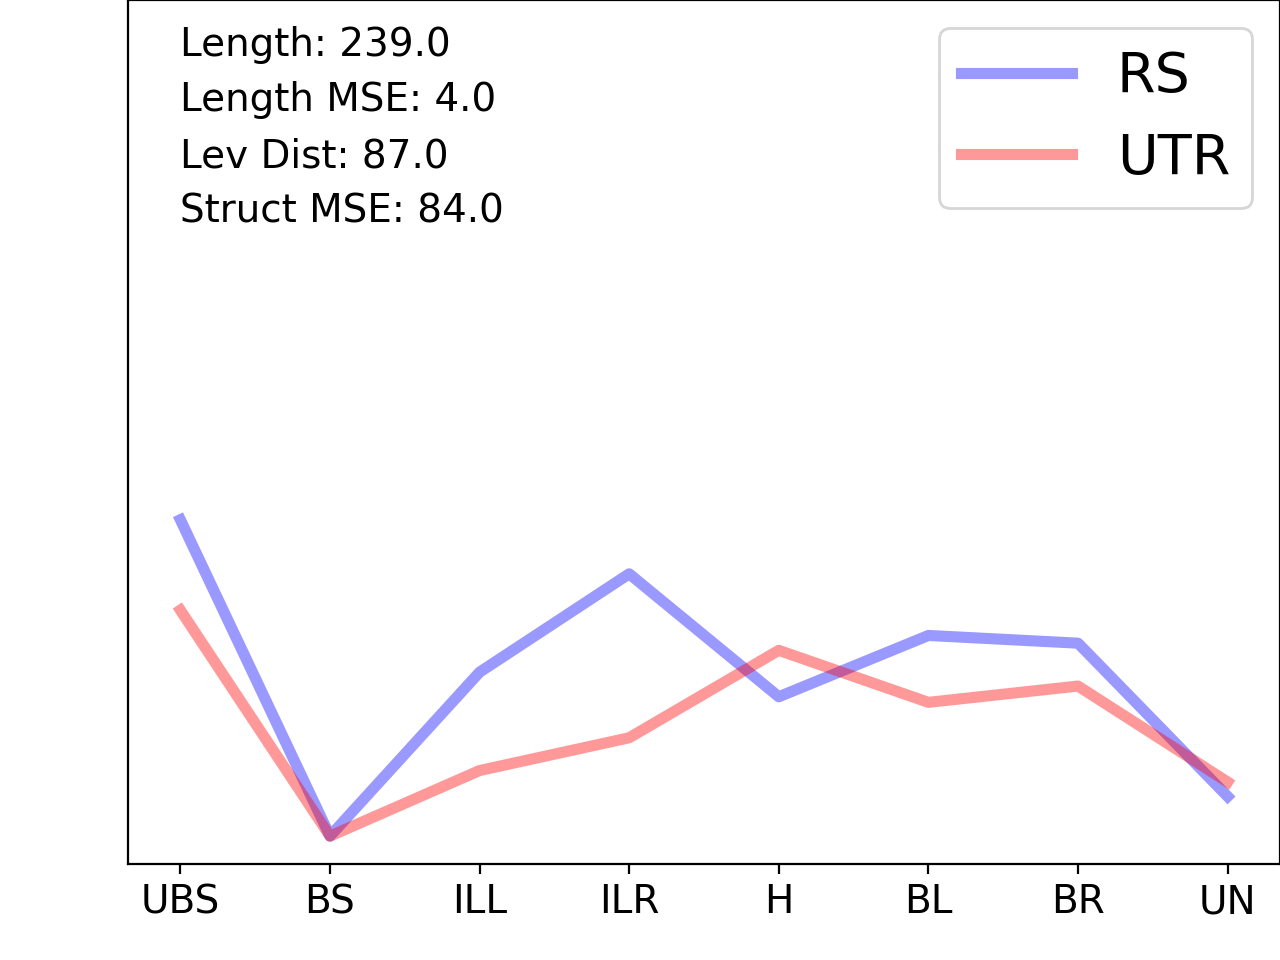 Length: 239.0
Length MSE: 4.0
Lev Dist: 87.0
Struct MSE: 84.0
RS
UTR
UBS BS ILL ILR H BL BR UN